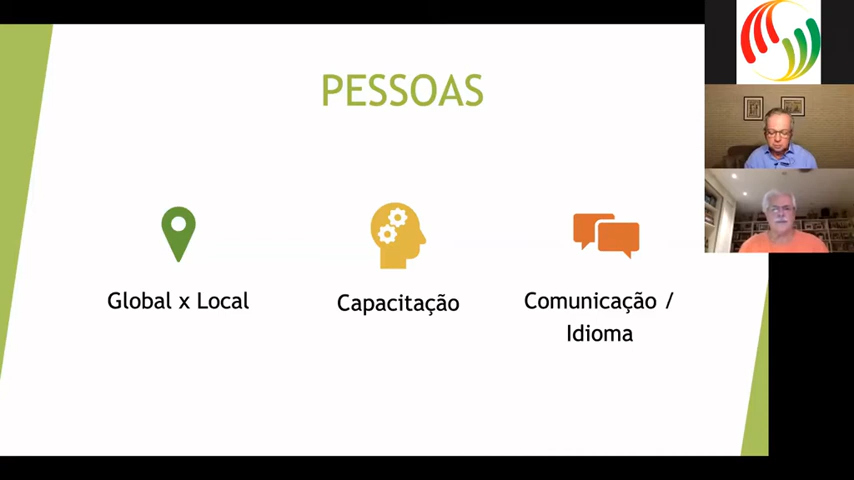 PESSOAS
Global x Local
Capacitação
Comunicação /
Idioma